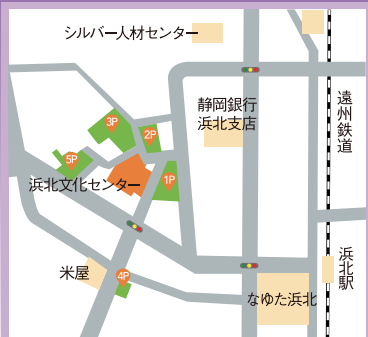 シルバー人材センター
静岡銀行
浜北支店
遠州鉄道
3P
2P
5P
1P
浜北文化センター
浜北駅
米屋
4P
なゆた浜北